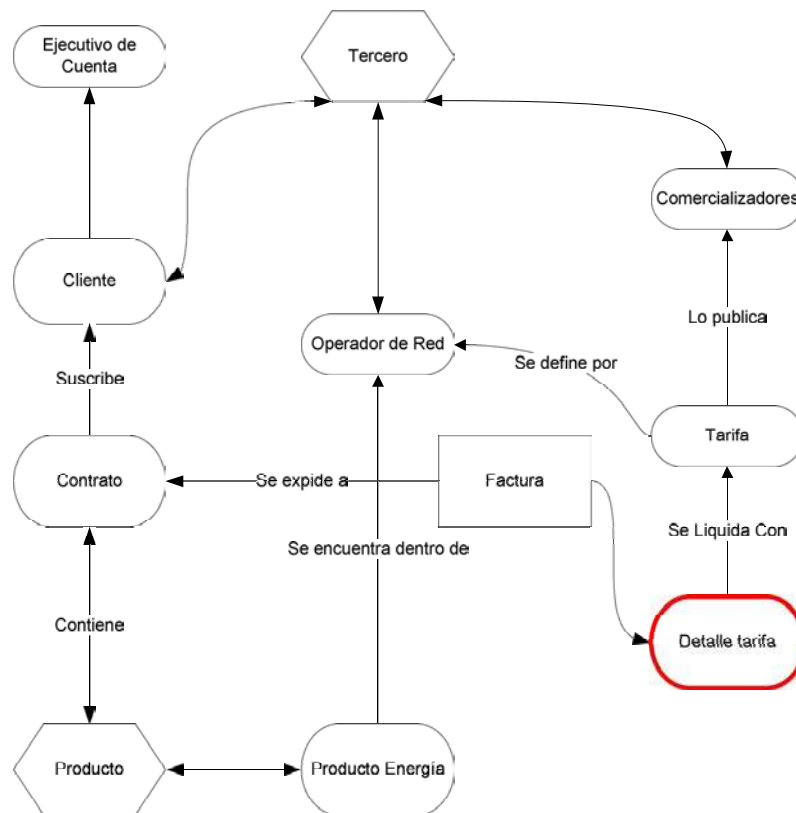 Ejecutivo de
Cuenta
Tercero
Comercializadores
Cliente
Lo publica
Operador de Red
Se define por
Suscribe
Tarifa
Contrato
Se expide a
Factura
Se Liquida Con
Se encuentra dentro de
Contiene
Detalle tarifa
Producto
Producto Energía